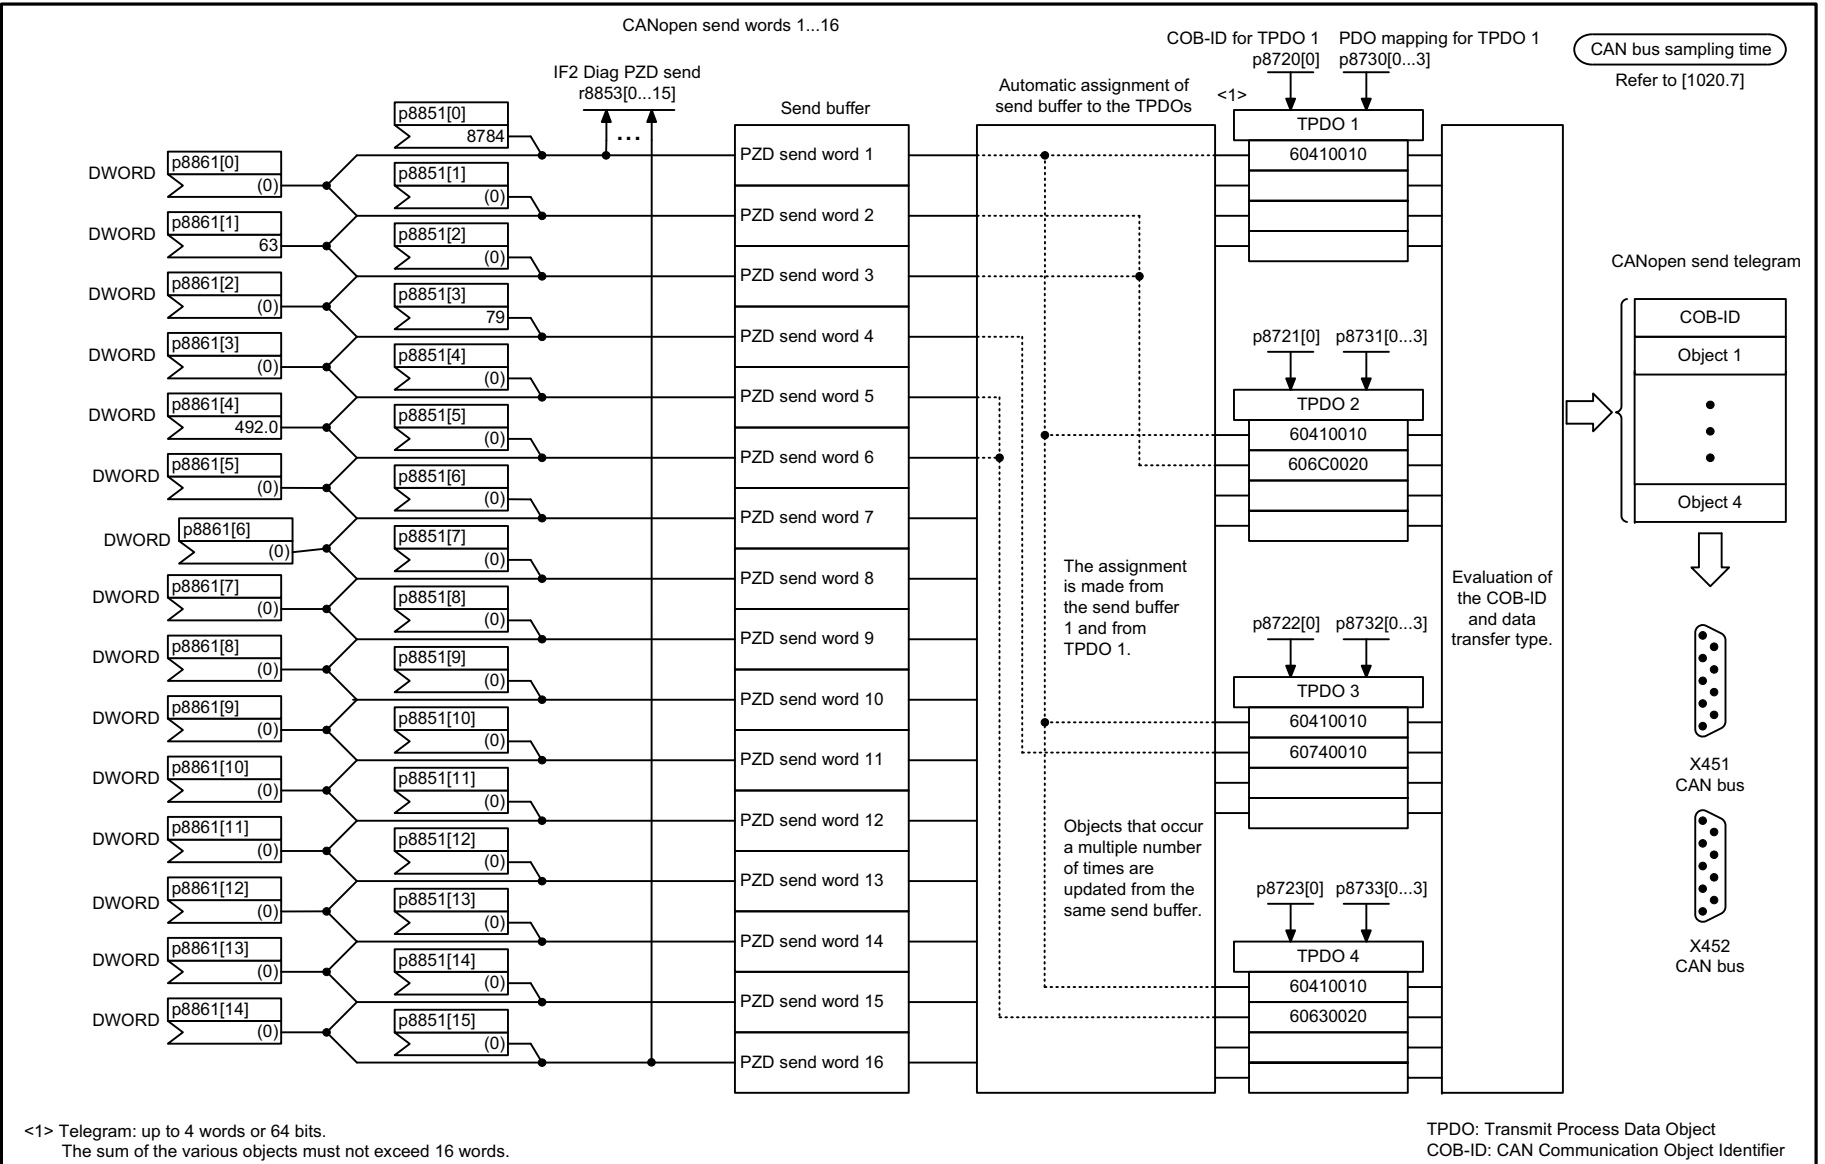 CANopen send words 1...16
COB-ID for TPDO 1
p8720[0]
PDO mapping for TPDO 1
p8730[0...3]
CAN bus sampling time
Refer to [1020.7]
IF2 Diag PZD send
r8853[0...15]
...
Send buffer
Automatic assignment of
send buffer to the TPDOs
<1>
DWORD
p8861[0]
(0)
DWORD
p8861[1]
63
DWORD
p8861[2]
(0)
DWORD
p8861[3]
(0)
DWORD
p8861[4]
492.0
DWORD
p8861[5]
(0)
DWORD
p8861[6]
(0)
DWORD
p8861[7]
(0)
DWORD
p8861[8]
(0)
DWORD
p8861[9]
(0)
DWORD
p8861[10]
(0)
DWORD
p8861[11]
(0)
DWORD
p8861[12]
(0)
DWORD
p8861[13]
(0)
DWORD
p8861[14]
(0)
p8851[0]
8784
p8851[1]
(0)
p8851[2]
(0)
p8851[3]
79
p8851[4]
(0)
p8851[5]
(0)
p8851[6]
(0)
p8851[7]
(0)
p8851[8]
(0)
p8851[9]
(0)
p8851[10]
(0)
p8851[11]
(0)
p8851[12]
(0)
p8851[13]
(0)
p8851[14]
(0)
p8851[15]
(0)
PZD send word 1
PZD send word 2
PZD send word 3
PZD send word 4
PZD send word 5
PZD send word 6
PZD send word 7
PZD send word 8
PZD send word 9
PZD send word 10
PZD send word 11
PZD send word 12
PZD send word 13
PZD send word 14
PZD send word 15
PZD send word 16
The assignment
is made from
the send buffer
1 and from
TPDO 1.
Objects that occur
a multiple number
of times are
updated from the
same send buffer.
TPDO 1
60410010
p8721[0]
p8731[0...3]
TPDO 2
60410010
606C0020
p8722[0]
p8732[0...3]
TPDO 3
60410010
60740010
p8723[0]
p8733[0...3]
TPDO 4
60410010
60630020
Evaluation of
the COB-ID
and data
transfer type.
CANopen send telegram
COB-ID
Object 1
Object 4
X451
CAN bus
X452
CAN bus
<1> Telegram: up to 4 words or 64 bits.
The sum of the various objects must not exceed 16 words.
TPDO: Transmit Process Data Object
COB-ID: CAN Communication Object Identifier